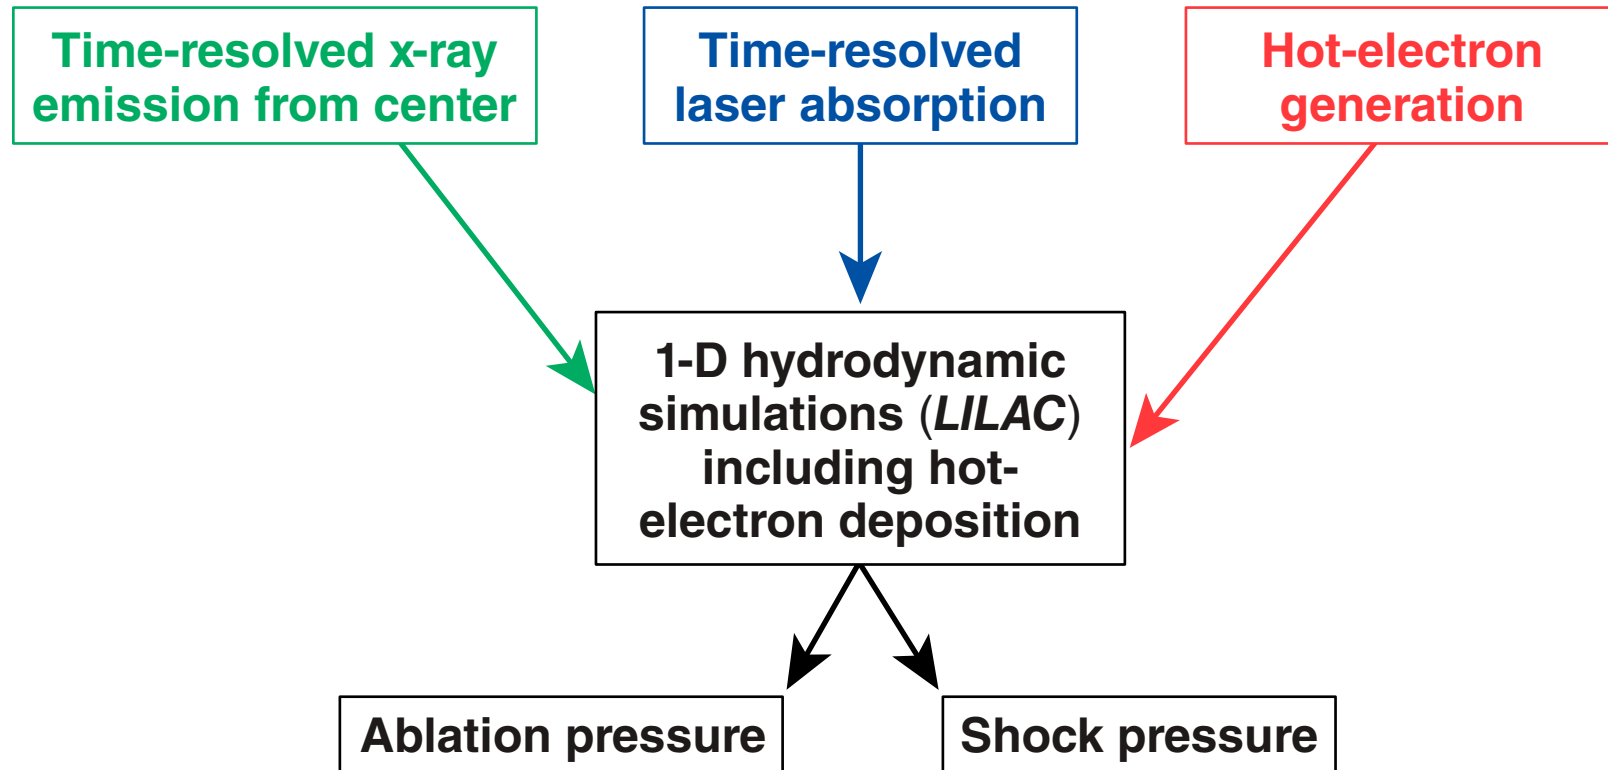 Time-resolved x-ray
emission from center
Time-resolved
laser absorption
Hot-electron
generation
1-D hydrodynamic
simulations (LILAC)
including hot-
electron deposition
Ablation pressure
Shock pressure